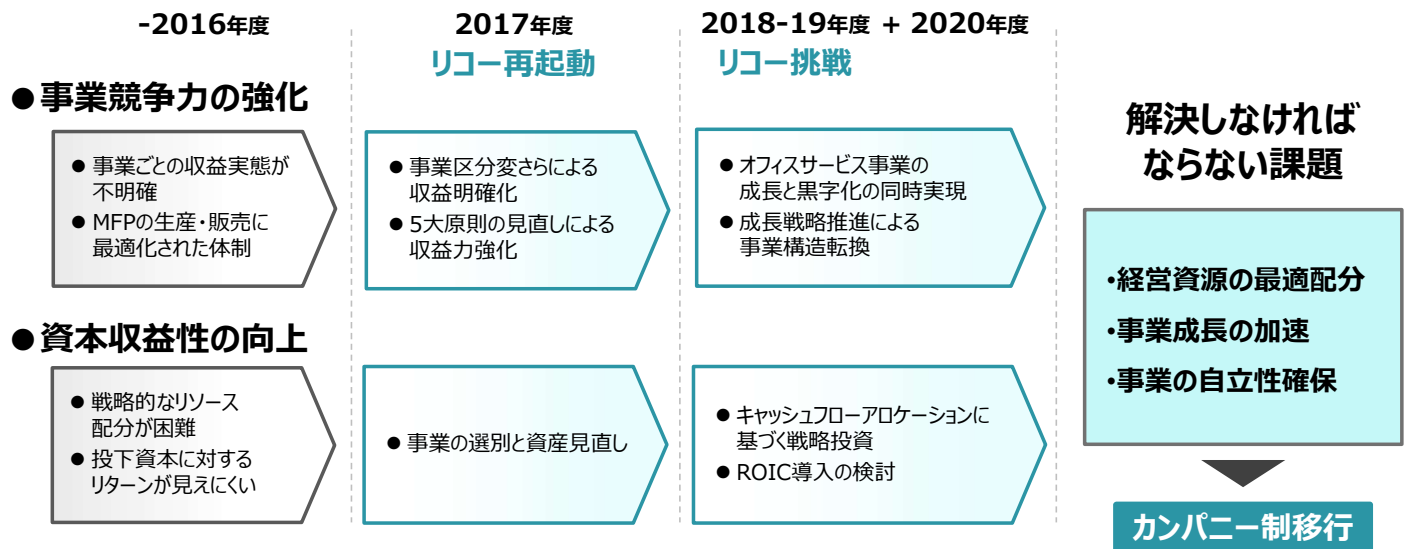 -2016年度
2017年度
リコー再起動
2018-19年度 + 2020年度
リコー挑戦
●事業競争力の強化
● 事業ごとの収益実態が
不明確
● MFPの生産・販売に
最適化された体制
● 事業区分変さらによる
収益明確化
● 5大原則の見直しによる
収益力強化
● オフィスサービス事業の
成長と黒字化の同時実現
● 成長戦略推進による
事業構造転換
●資本収益性の向上
● 戦略的なリソース
配分が困難
● 投下資本に対する
リターンが見えにくい
● 事業の選別と資産見直し
● キャッシュフローアロケーションに
基づく戦略投資
● ROIC導入の検討
解決しなければ
ならない課題
・経営資源の最適配分
・事業成長の加速
・事業の自立性確保
カンパニー制移行